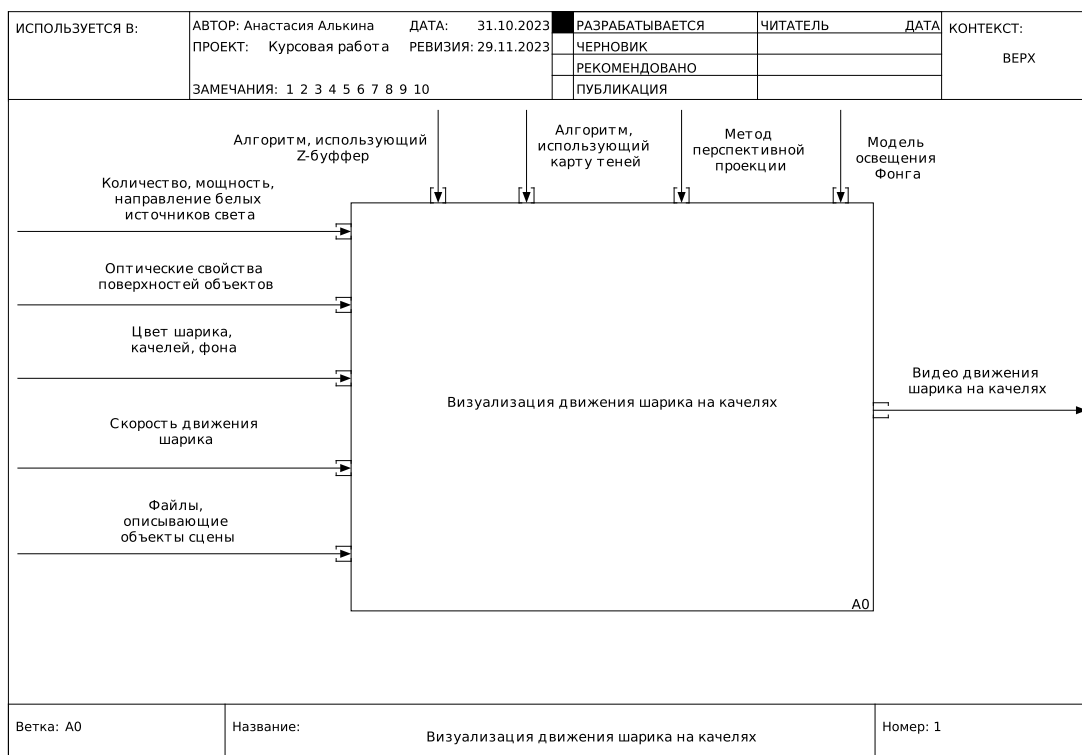 ИСПОЛЬЗУЕТСЯ В:
АВТОР: Анастасия Алькина
ДАТА: 31.10.2023
ПРОЕКТ: Курсовая работа
РЕВИЗИЯ: 29.11.2023
ЗАМЕЧАНИЯ: 1 2 3 4 5 6 7 8 9 10
РАЗРАБАТЫВАЕТСЯ
ЧЕРНОВИК
РЕКОМЕНДОВАНО
ПУБЛИКАЦИЯ
ЧИТАТЕЛЬ
ДАТА
КОНТЕКСТ:
ВЕРХ
Алгоритм, использующий
Z-буффер
Алгоритм,
использующий
карту теней
Метод
перспективной
проекции
Модель
освещения
Фонга
Количество, мощность,
направление белых
источников света
Оптические свойства
поверхностей объектов
Цвет шарика,
качелей, фона
Скорость движения
шарика
Файлы,
описывающие
объекты сцены
Визуализация движения шарика на качелях
A0
Видео движения
шарика на качелях
Ветка: A0
Название:
Визуализация движения шарика на качелях
Номер: 1